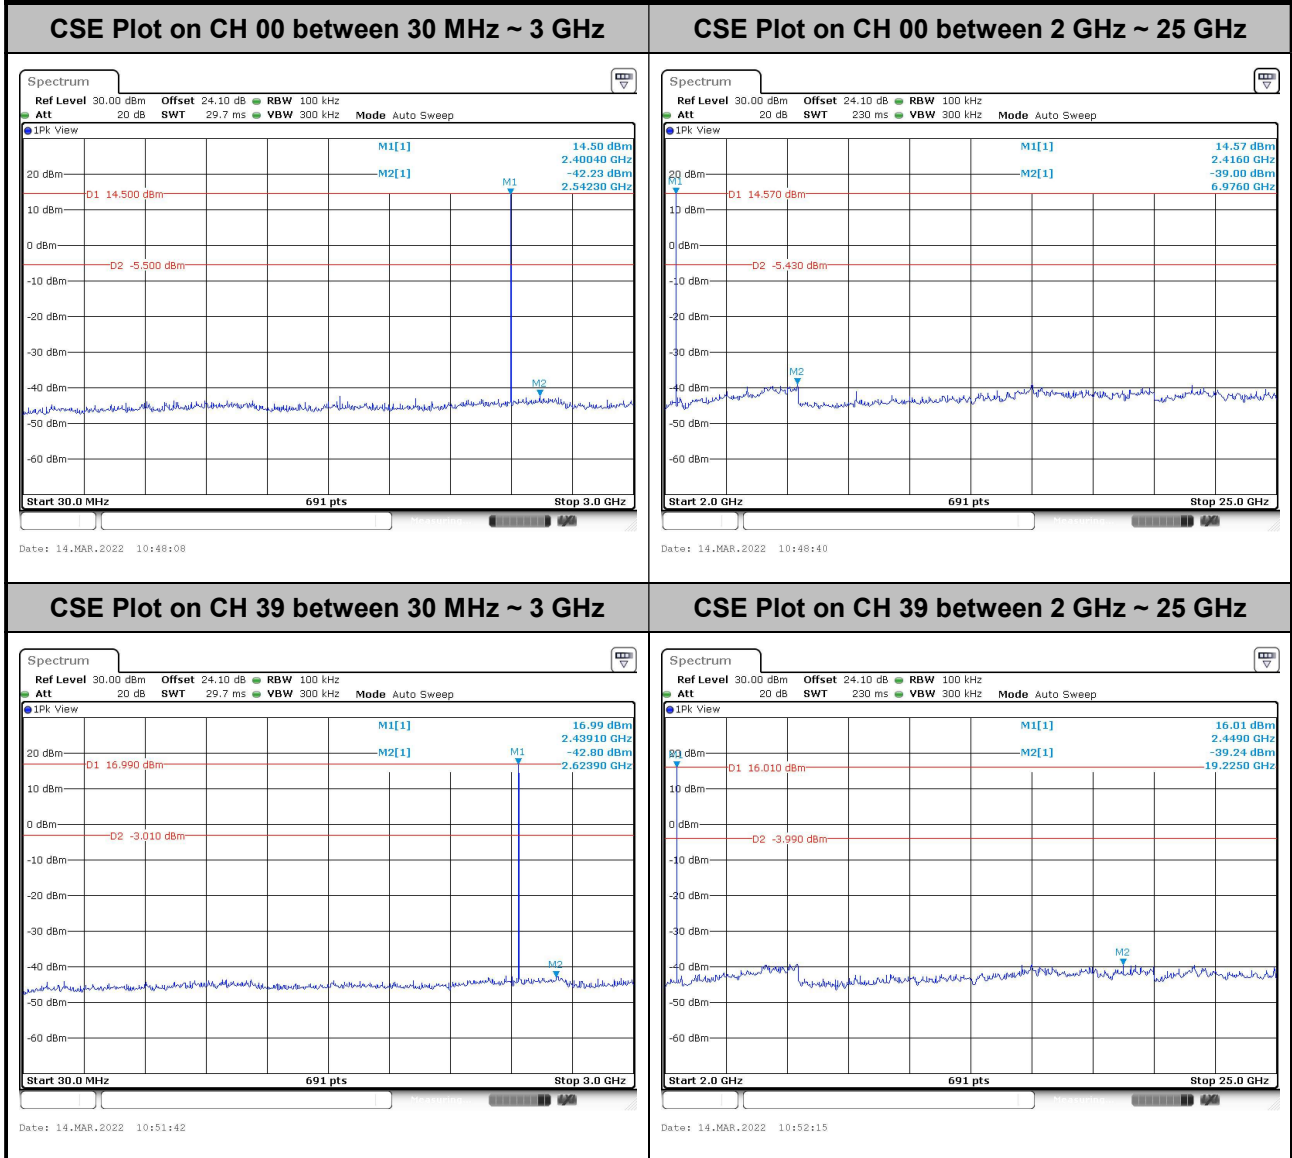 CSE Plot on CH 00 between 30 MHz ~ 3 GHz
Spectrum
Ref Level 30.00 dBm Offset 24.10 dB RBW 100 kHz
Att 20 dB SWT 29.7 ms VBW 300 kHz Mode Auto Sweep
1Pk View
M1[1] 14.50 dBm
2.40040 GHz
20 dBm M2[1] -42.23 dBm
M1 2.54230 GHz
D1 14.500 dBm
10 dBm
0 dBm
D2 -5.500 dBm
-10 dBm
-20 dBm
-30 dBm
M2
-40 dBm
-50 dBm
-60 dBm
Start 30.0 MHz 691 pts Stop 3.0 GHz
Measuring
Date: 14.MAR.2022 10:48:08
CSE Plot on CH 00 between 2 GHz ~ 25 GHz
Spectrum
Ref Level 30.00 dBm Offset 24.10 dB RBW 100 kHz
Att 20 dB SWT 230 ms VBW 300 kHz Mode Auto Sweep
1Pk View
M1[1] 14.57 dBm
2.4160 GHz
20 dBm M2[1] -39.00 dBm
M1 6.9760 GHz
D1 14.570 dBm
10 dBm
0 dBm
D2 -5.430 dBm
-10 dBm
-20 dBm
-30 dBm
M2
-40 dBm
-50 dBm
-60 dBm
Start 2.0 GHz 691 pts Stop 25.0 GHz
Measuring
Date: 14.MAR.2022 10:48:40
CSE Plot on CH 39 between 30 MHz ~ 3 GHz
Spectrum
Ref Level 30.00 dBm Offset 24.10 dB RBW 100 kHz
Att 20 dB SWT 29.7 ms VBW 300 kHz Mode Auto Sweep
1Pk View
M1[1] 16.99 dBm
2.43910 GHz
20 dBm M2[1] M1 -42.80 dBm
D1 16.990 dBm 2.62390 GHz
10 dBm
0 dBm
D2 -3.010 dBm
-10 dBm
-20 dBm
-30 dBm
M2
-40 dBm
-50 dBm
-60 dBm
Start 30.0 MHz 691 pts Stop 3.0 GHz
Measuring
Date: 14.MAR.2022 10:51:42
CSE Plot on CH 39 between 2 GHz ~ 25 GHz
Spectrum
Ref Level 30.00 dBm Offset 24.10 dB RBW 100 kHz
Att 20 dB SWT 230 ms VBW 300 kHz Mode Auto Sweep
1Pk View
M1[1] 16.01 dBm
2.4490 GHz
20 dBm M2[1] -39.24 dBm
D1 16.010 dBm 19.2250 GHz
10 dBm
0 dBm
D2 -3.990 dBm
-10 dBm
-20 dBm
-30 dBm
M2
-40 dBm
-50 dBm
-60 dBm
Start 2.0 GHz 691 pts Stop 25.0 GHz
Measuring
Date: 14.MAR.2022 10:52:15